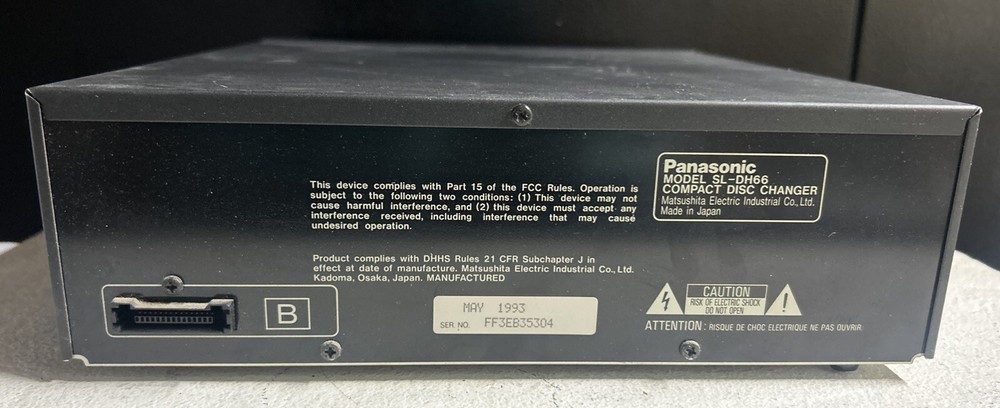 This device complies with Part 15 of the FCC Rules. Operation is
subject to the following two conditions: (1) This device may not
cause harmful interference, and (2) this device must accept any
interference received, including interference that may cause
undesired operation.
Panasonic
MODEL SL-DH66
COMPACT DISC CHANGER
Matsushita Electric Industrial Co., Ltd.
Made in Japan
Product complies with DHHS Rules 21 CFR Subchapter J in
effect at date of manufacture. Matsushita Electric Industrial Co., Ltd.
Kadoma, Osaka, Japan. MANUFACTURED
B
MAY 1993
SER NO. FF3EB35304
CAUTION
RISK OF ELECTRIC SHOCK
DO NOT OPEN
!
ATTENTION: RISQUE DE CHOC ELECTRIQUE NE PAS OUVRIR